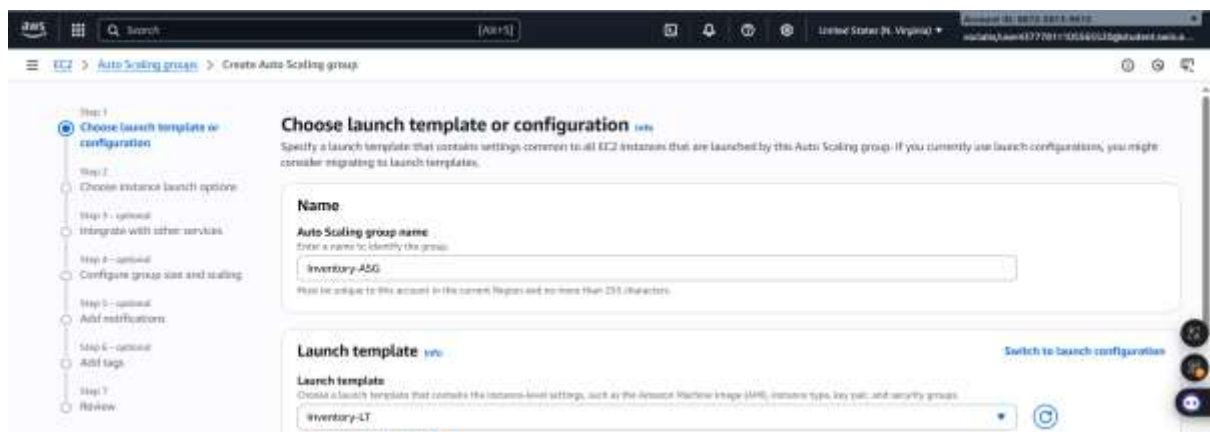 aws
Search
[Alt+S]
United States (N. Virginia)
EC2 > Auto Scaling groups > Create Auto Scaling group
Step 1
Choose launch template or
configuration
Step 2
Choose instance launch options
Step 3 - optional
Integrate with other services
Step 4 - optional
Configure group size and scaling
Step 5 - optional
Add notifications
Step 6 - optional
Add tags
Step 7
Review
Choose launch template or configuration Info
Specify a launch template that contains settings common to all EC2 instances that are launched by this Auto Scaling group. If you currently use launch configurations, you might
consider migrating to launch templates.
Name
Auto Scaling group name
Enter a name to identify the group.
Inventory-ASG
Must be unique to this account in the current Region and no more than 255 characters.
Launch template Info
Switch to launch configuration
Launch template
Choose a launch template that contains the instance-level settings, such as the Amazon Machine Image (AMI), instance type, key pair, and security groups.
Inventory-LT